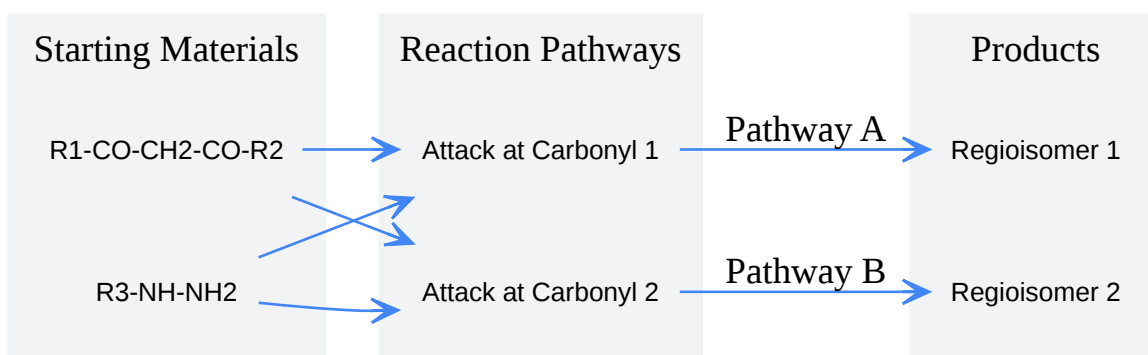 Starting Materials
Reaction Pathways
Products
R1-CO-CH2-CO-R2
Attack at Carbonyl 1
Pathway A
Regioisomer 1
R3-NH-NH2
Attack at Carbonyl 2
Pathway B
Regioisomer 2